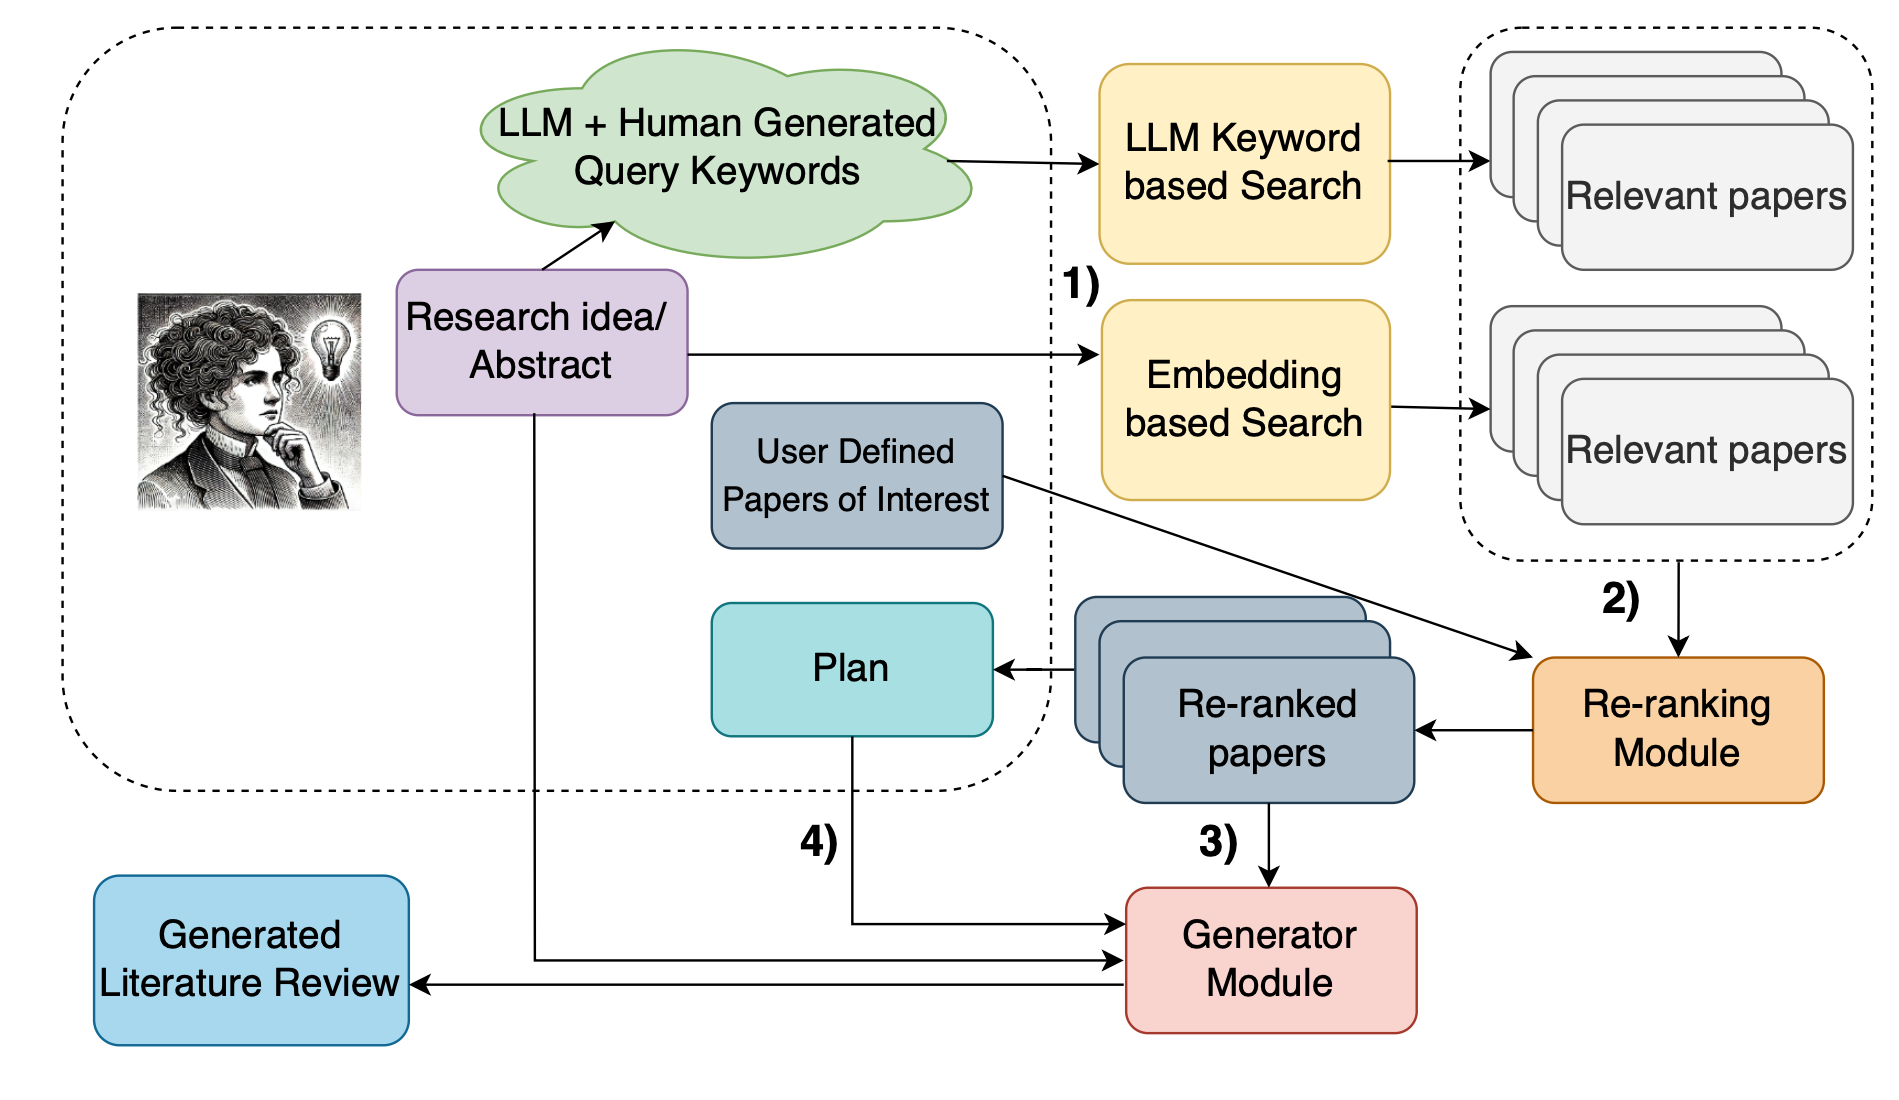 LLM + Human Generated
Query Keywords
LLM Keyword
based Search
Relevant papers
1)
Research idea/
Abstract
Embedding
based Search
Relevant papers
User Defined
Papers of Interest
2)
Plan
Re-ranked
papers
Re-ranking
Module
4)
3)
Generated
Literature Review
Generator
Module